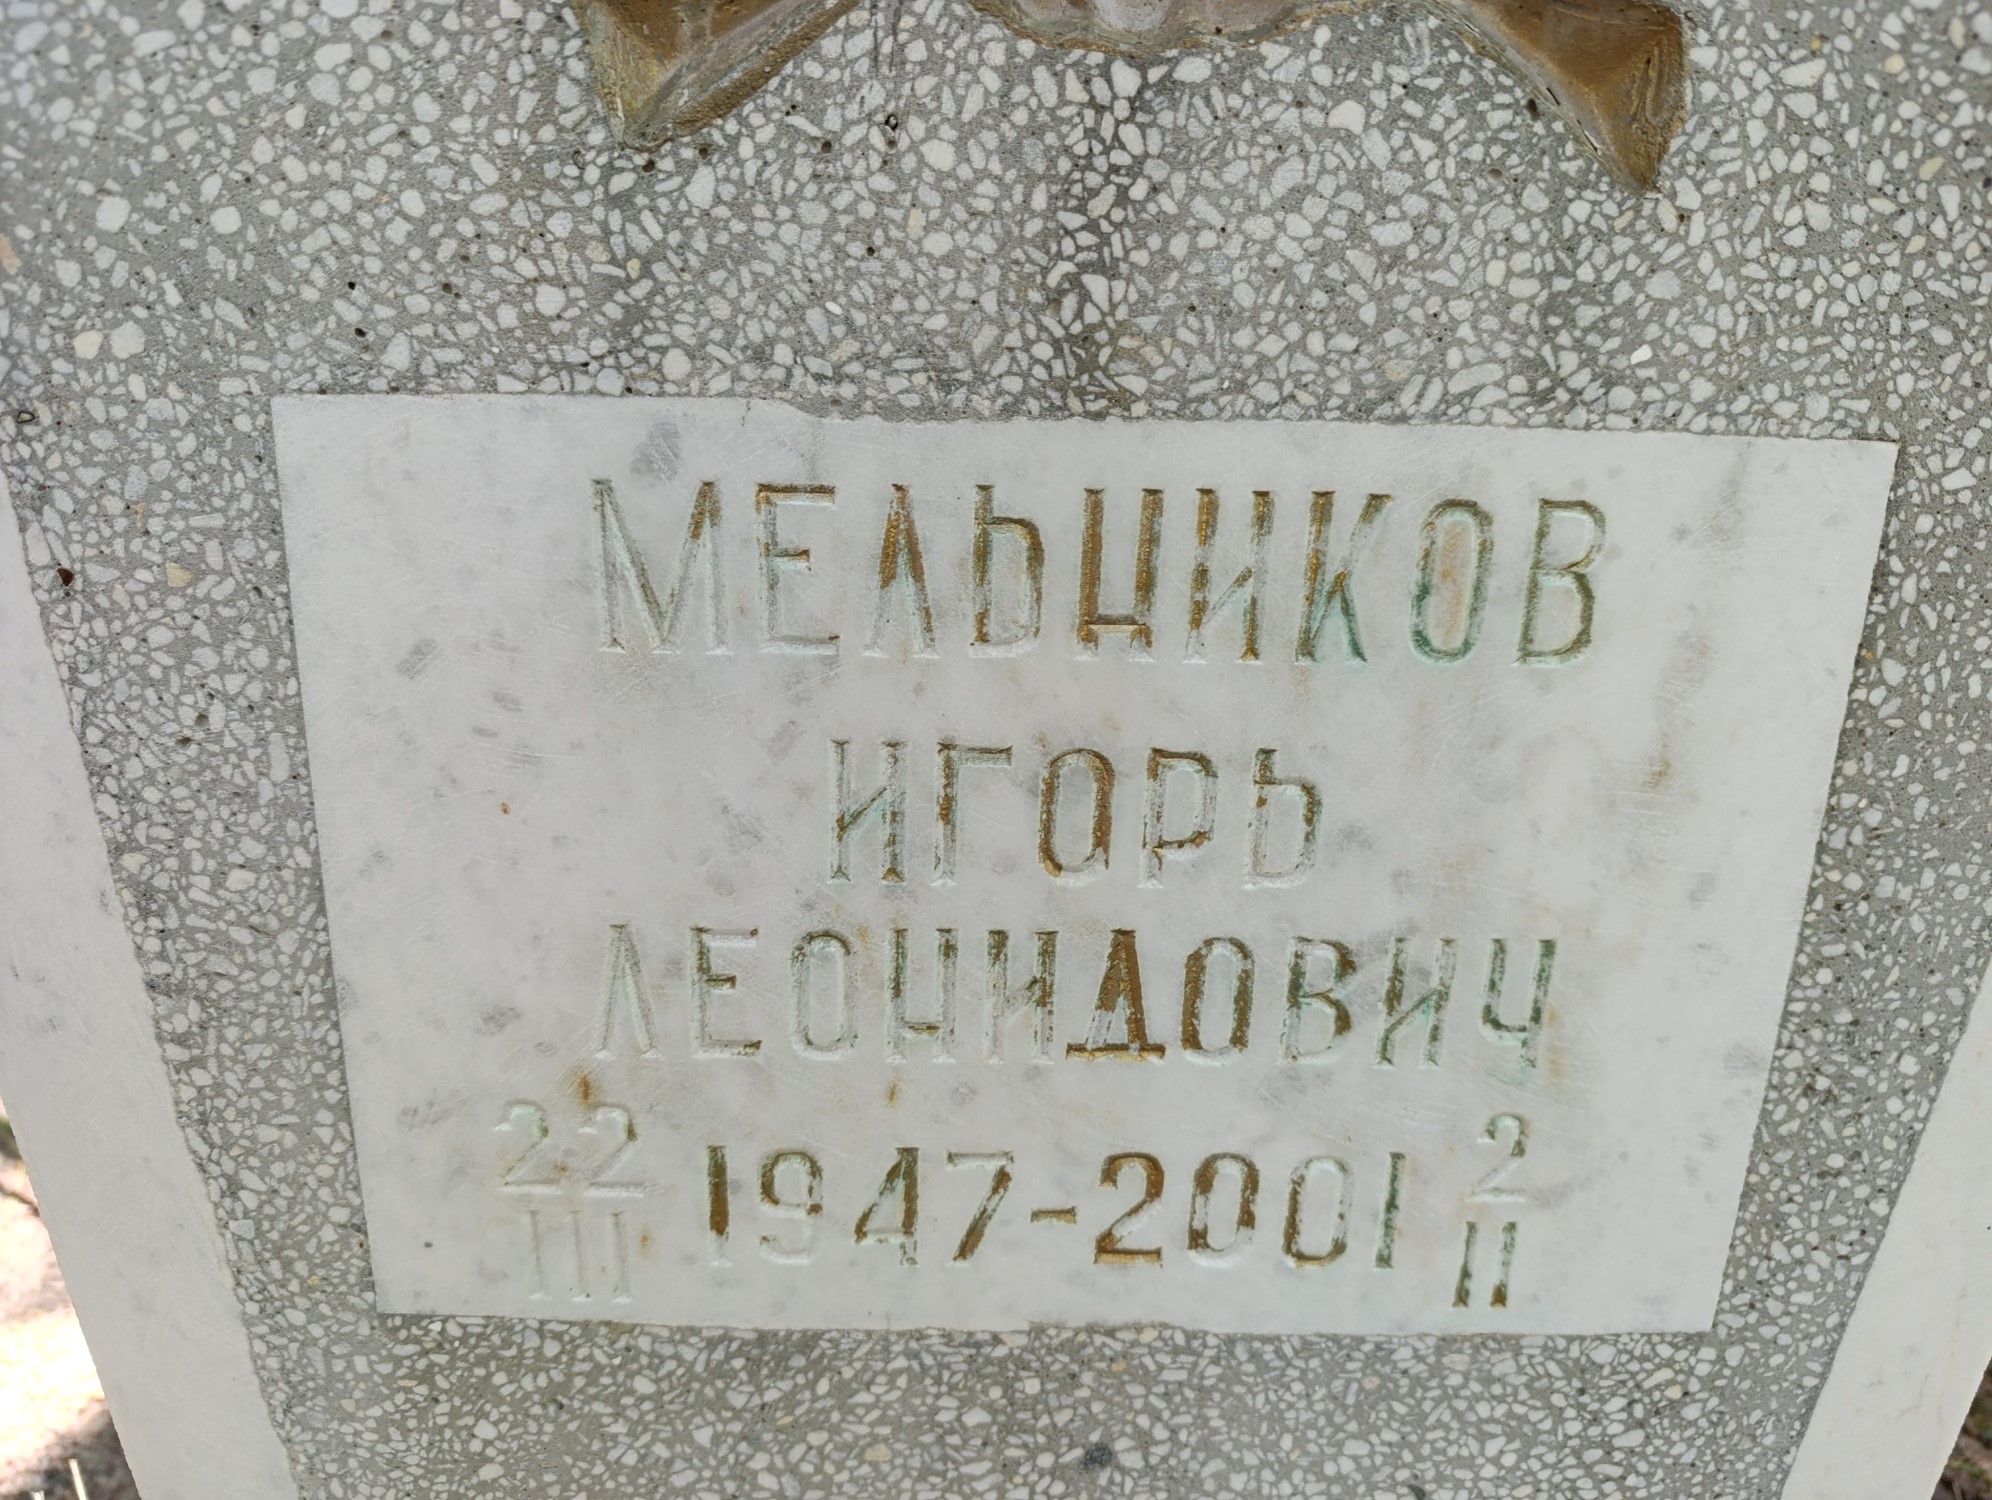 МЕЛЬНИКОВ
ИГОРЬ
ЛЕОНИДОВИЧ
22/III 1947-2001 2/II